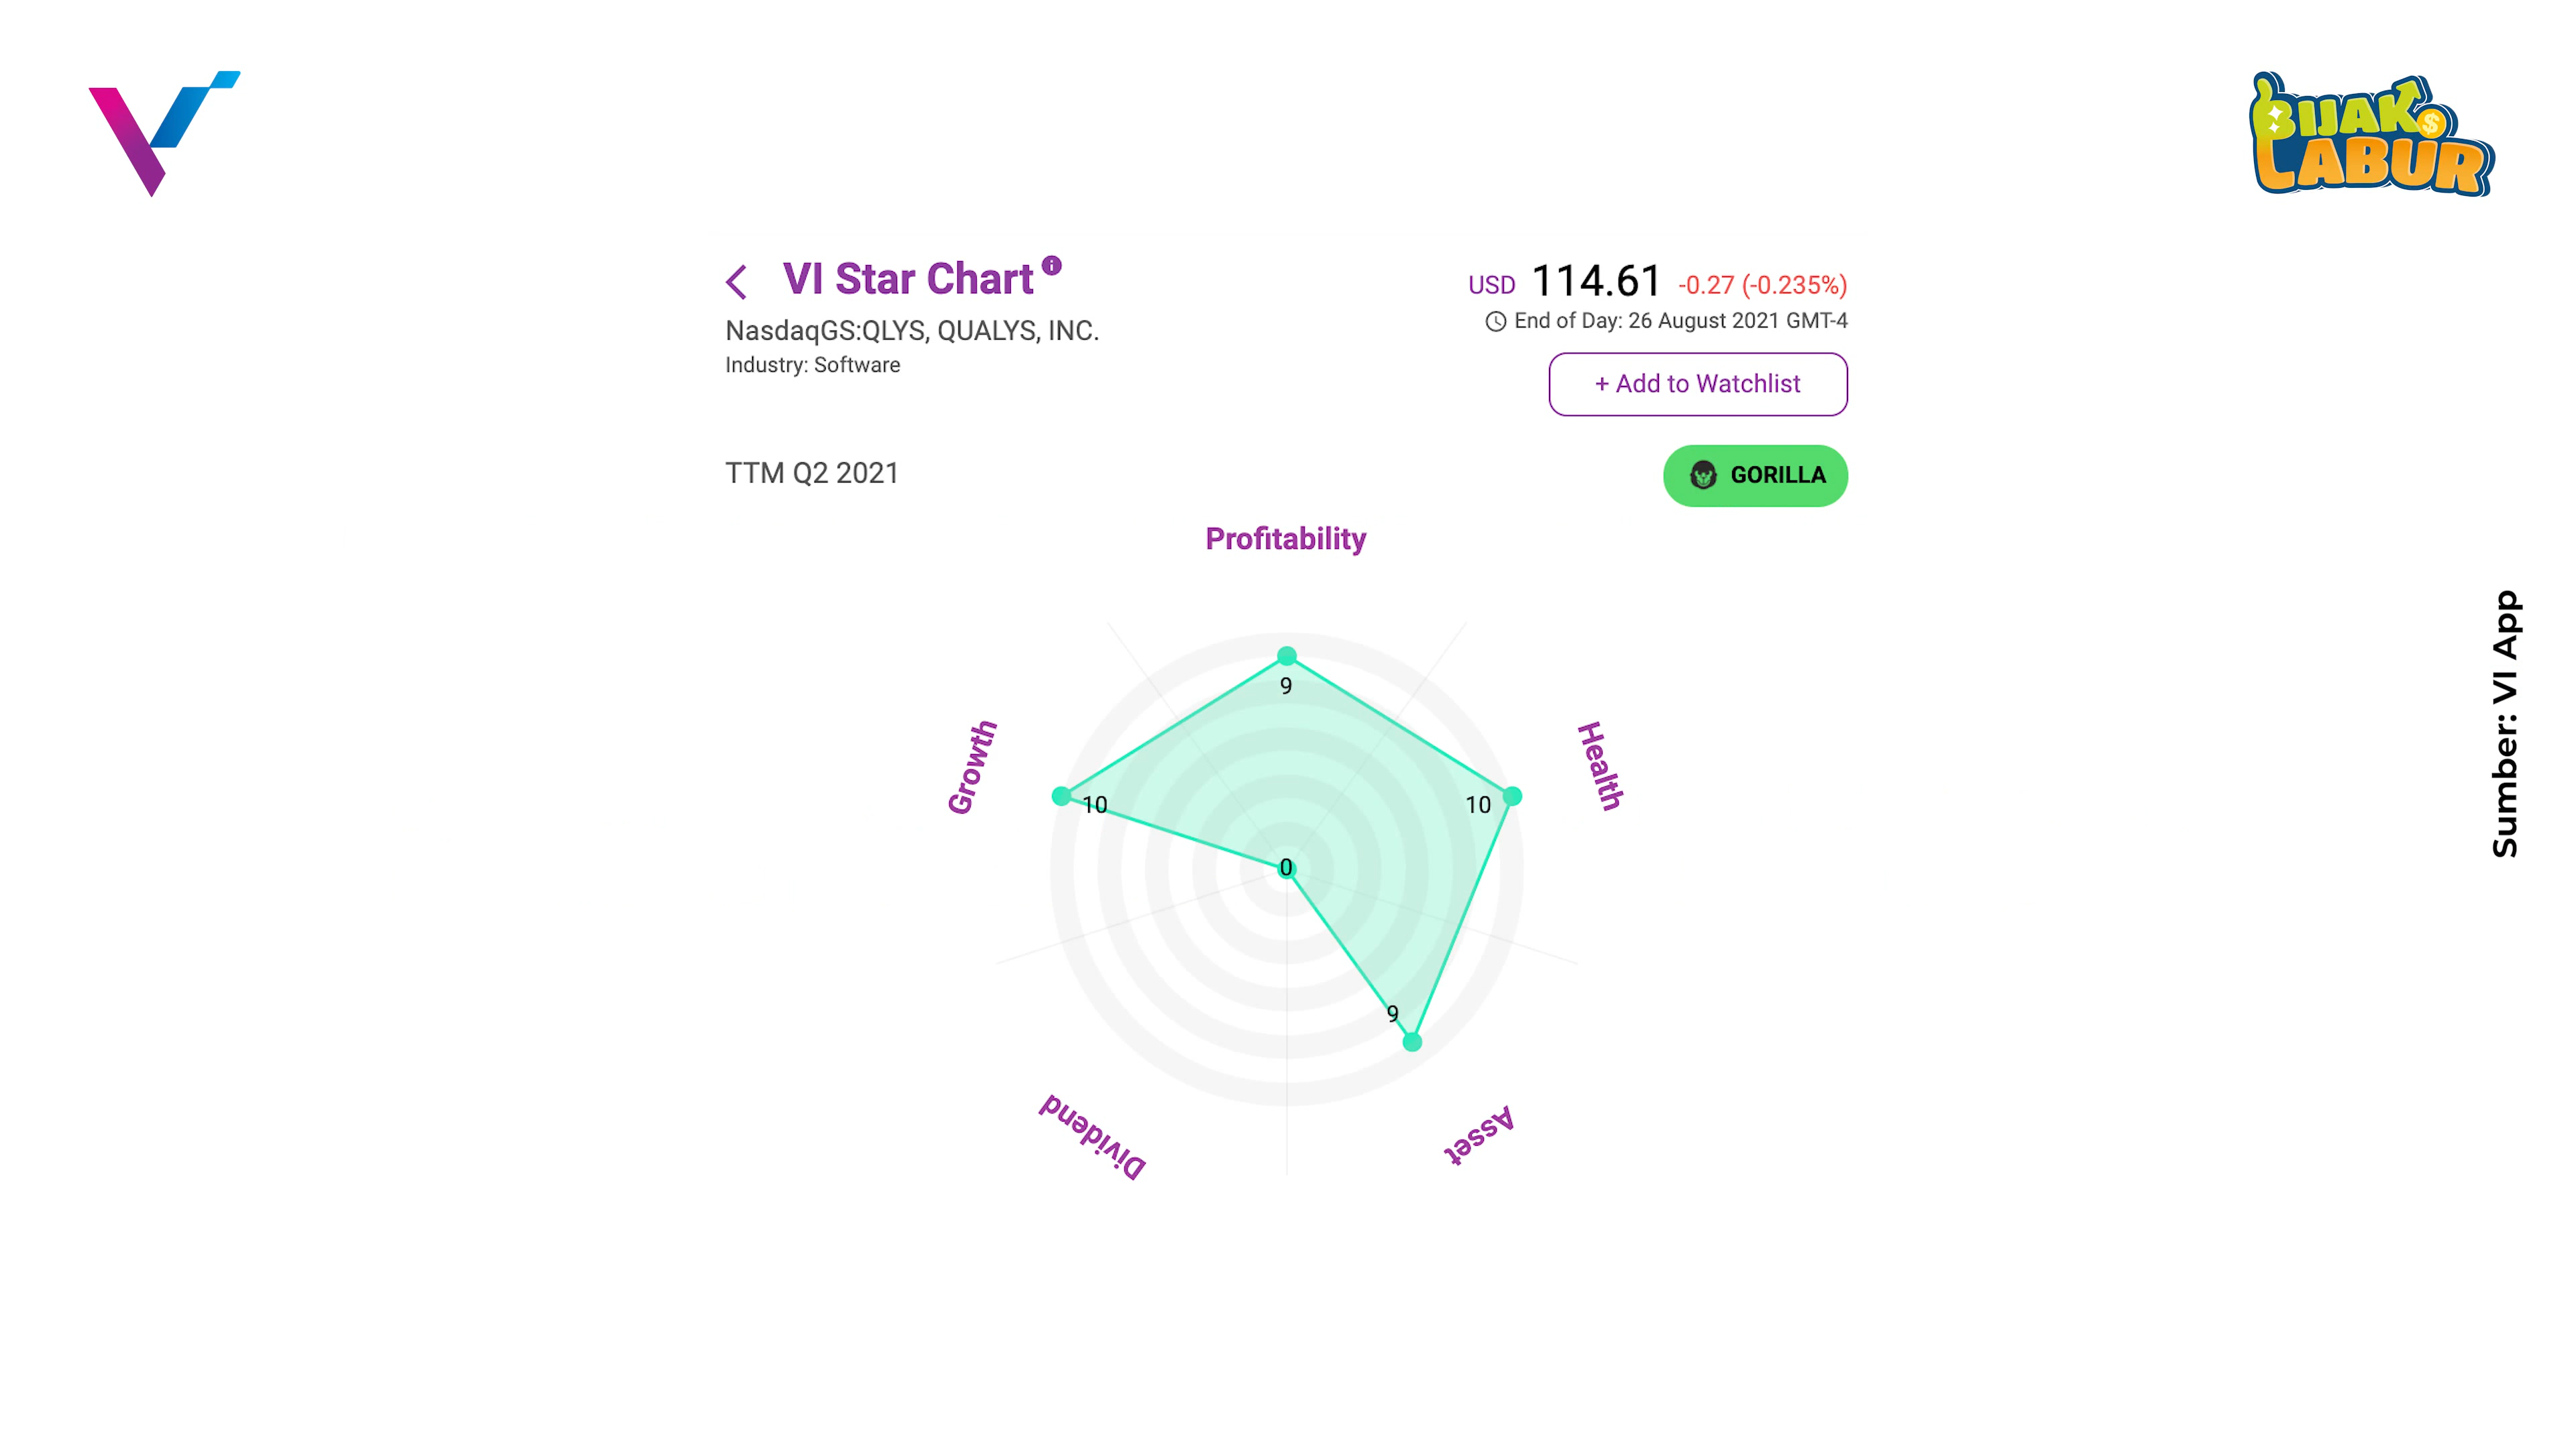 BIJAK
LABUR
VI Star Chart
NasdaqGS:QLYS, QUALYS, INC.
Industry: Software
USD 114.61 -0.27 (-0.235%)
End of Day: 26 August 2021 GMT-4
+ Add to Watchlist
TTM Q2 2021
GORILLA
Profitability
Growth
Health
9
10
10
0
9
Dividend
Asset
Sumber: VI App